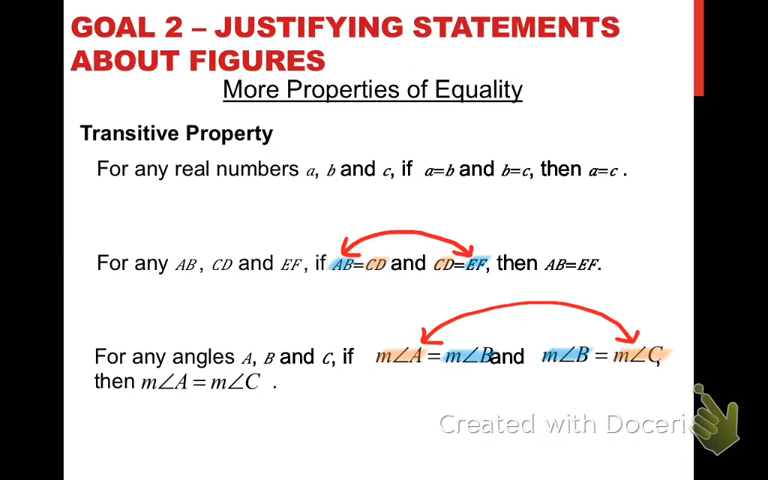 GOAL 2 – JUSTIFYING STATEMENTS
ABOUT FIGURES
More Properties of Equality
Transitive Property
For any real numbers a, b and c, if a=b and b=c, then a=c .
For any AB, CD and EF, if AB=CD and CD=EF, then AB=EF.
For any angles A, B and C, if m∠A = m∠B and m∠B = m∠C,
then m∠A = m∠C .
Created with Doceri